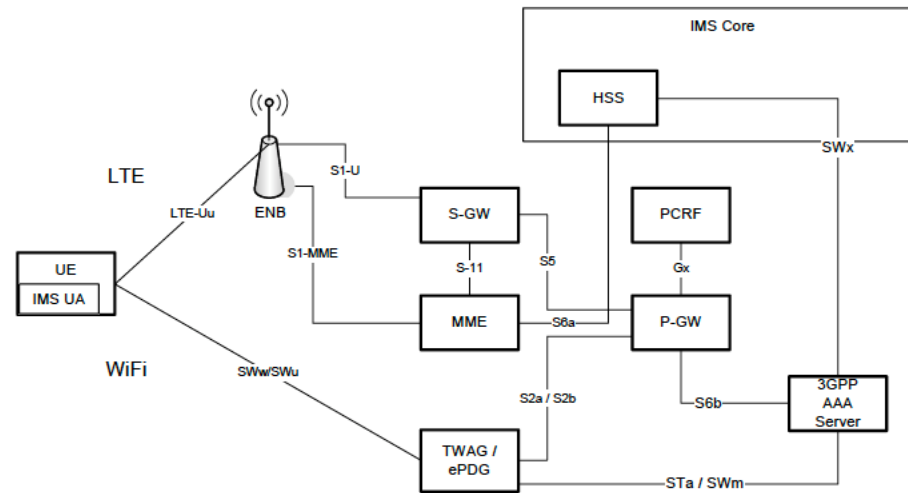 IMS Core
HSS
SWx
LTE
S1-U
LTE-Uu
ENB
S-GW
PCRF
S1-MME
S-11
S5
Gx
UE
IMS UA
MME
S6a
P-GW
WiFi
SWw/SWu
S2a / S2b
S6b
3GPP
AAA
Server
TWAG /
ePDG
STa / SWm